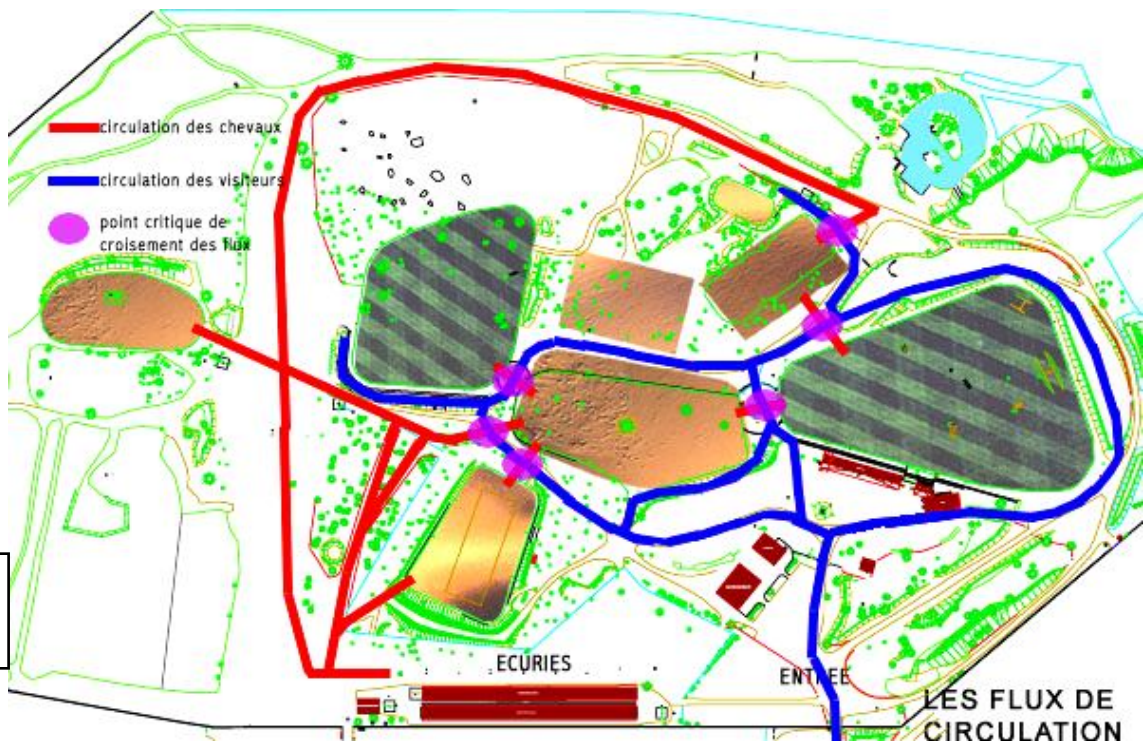 circulation des chevaux
circulation des visiteurs
point critique de
croisement des flux
ECURIES
ENTREE
LES FLUX DE
CIRCULATION